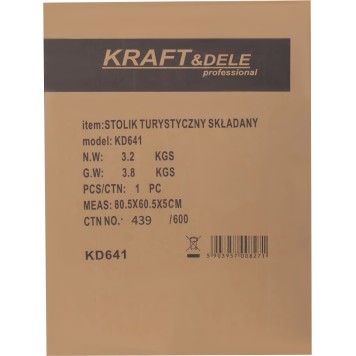 KRAFT&DELE
professional
item:STOLIK TURYSTYCZNY SKŁADANY
model: KD641
N.W: 3.2 KGS
G.W: 3.8 KGS
PCS/CTN: 1 PC
MEAS: 80.5X60.5X5CM
CTN NO.: 439 /600
KD641
5903957008271